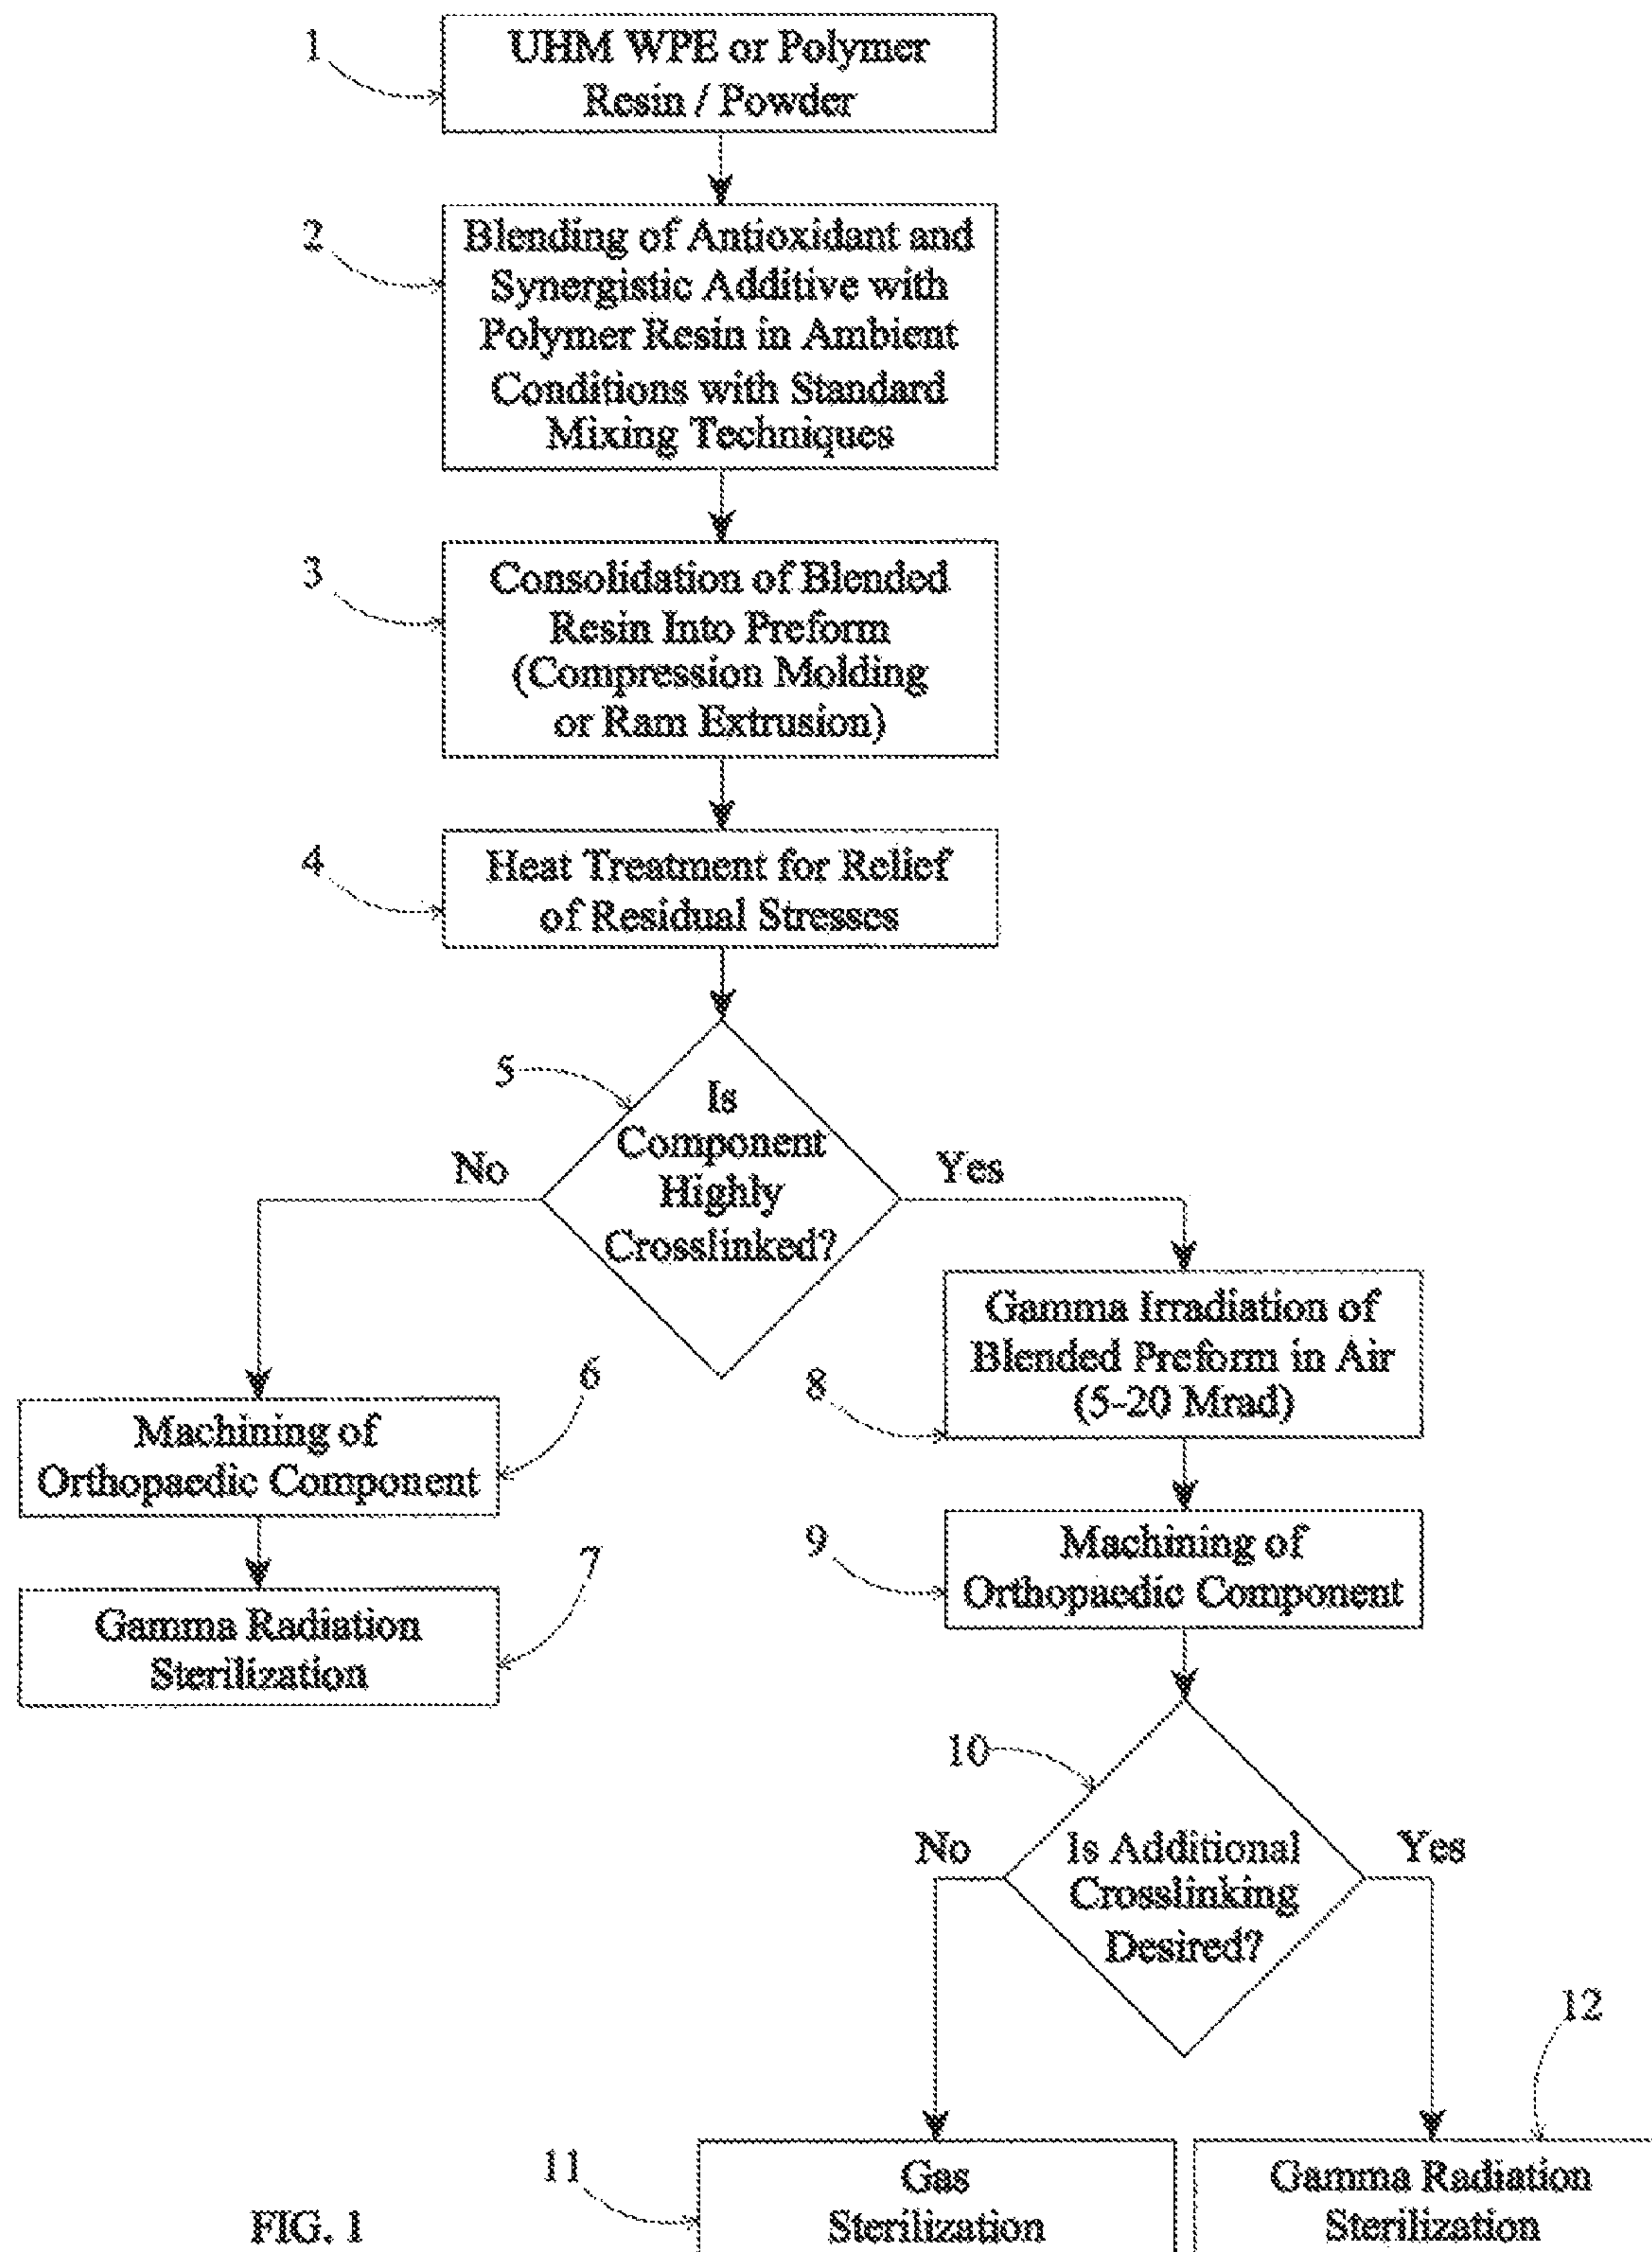 1
UHM WPE or Polymer
Resin / Powder
2
Blending of Antioxidant and
Synergistic Additive with
Polymer Resin in Ambient
Conditions with Standard
Mixing Techniques
3
Consolidation of Blended
Resin Into Preform
(Compression Molding
or Ram Extrusion)
4
Heat Treatment for Relief
of Residual Stresses
5
Is
Component
Highly
Crosslinked?
No
Yes
6
Machining of
Orthopaedic Component
7
Gamma Radiation
Sterilization
8
Gamma Irradiation of
Blended Preform in Air
(5-20 Mrad)
9
Machining of
Orthopaedic Component
10
Is Additional
Crosslinking
Desired?
No
Yes
11
Gas
Sterilization
12
Gamma Radiation
Sterilization
FIG. 1